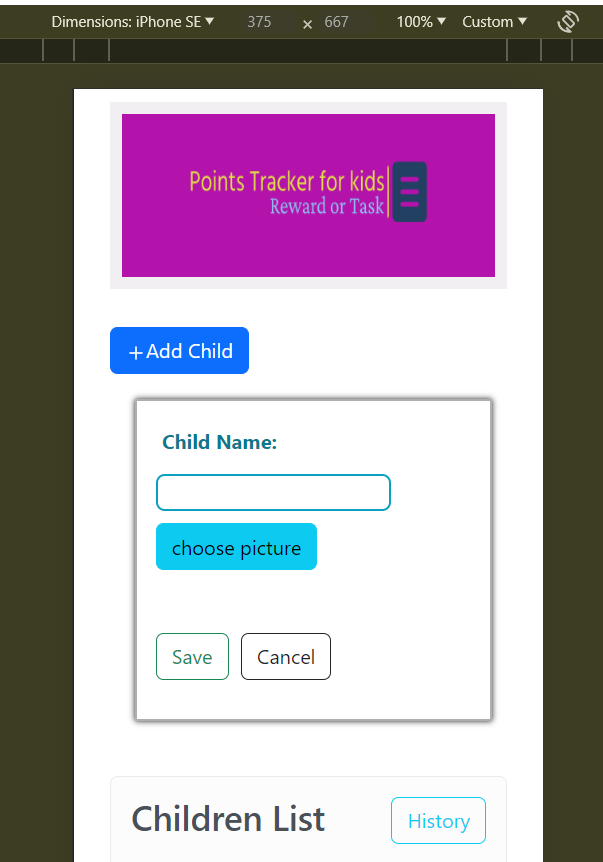 Dimensions: iPhone SE ▼ 375 × 667 100% ▼ Custom ▼
Points Tracker for kids
Reward or Task
+Add Child
Child Name:
choose picture
Save Cancel
Children List History